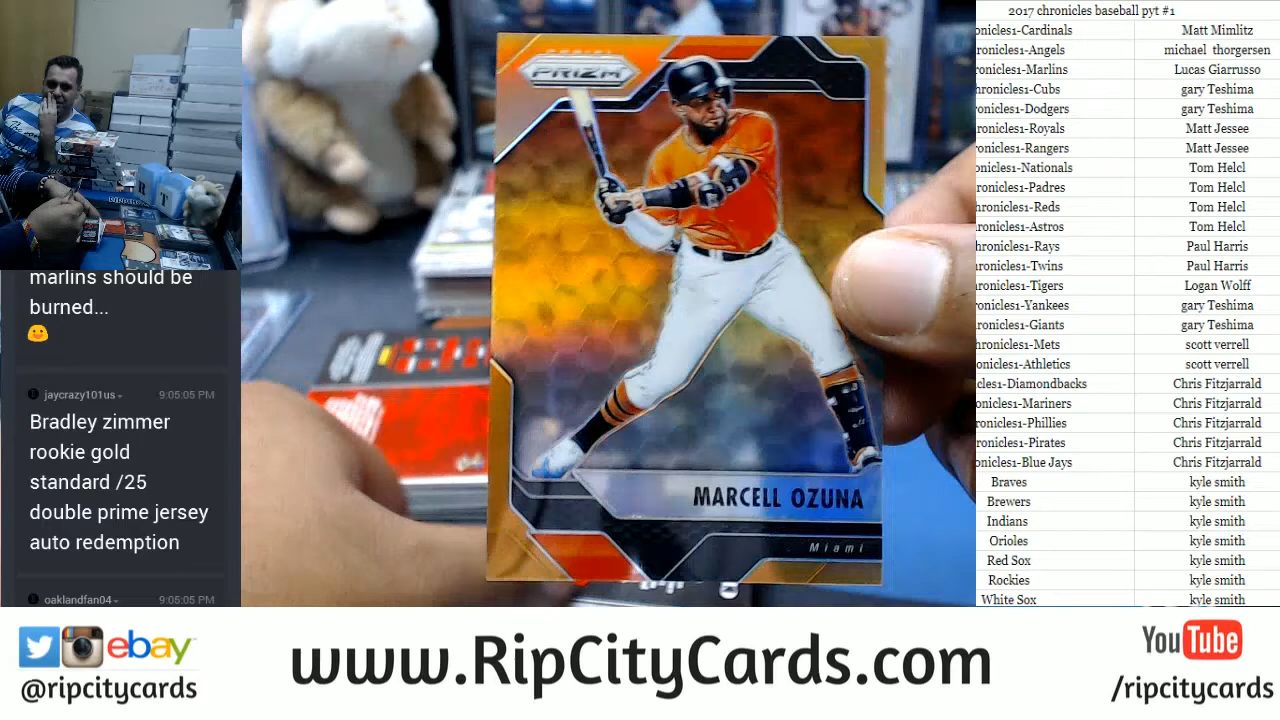 marlins should be
burned...
jaycrazy101us
9:05:05 PM
Bradley zimmer
rookie gold
standard /25
double prime jersey
auto redemption
oaklandfan04
9:05:05 PM
PRIZM
MARCELL OZUNA
Miami
2017 chronicles baseball pyt #1
onicles1-Cardinals Matt Mimlitz
ronicles1-Angels michael thorgersen
ronicles1-Marlins Lucas Giarrusso
hronicles1-Cubs gary Teshima
ronicles1-Dodgers gary Teshima
ronicles1-Royals Matt Jessee
ronicles1-Rangers Matt Jessee
onicles1-Nationals Tom Helcl
ronicles1-Padres Tom Helcl
hronicles1-Reds Tom Helcl
ronicles1-Astros Tom Helcl
hronicles1-Rays Paul Harris
hronicles1-Twins Paul Harris
ronicles1-Tigers Logan Wolff
onicles1-Yankees gary Teshima
ronicles1-Giants gary Teshima
hronicles1-Mets scott verrell
onicles1-Athletics scott verrell
cles1-Diamondbacks Chris Fitzjarrald
onicles1-Mariners Chris Fitzjarrald
onicles1-Phillies Chris Fitzjarrald
ronicles1-Pirates Chris Fitzjarrald
onicles1-Blue Jays Chris Fitzjarrald
Braves kyle smith
Brewers kyle smith
Indians kyle smith
Orioles kyle smith
Red Sox kyle smith
Rockies kyle smith
White Sox kyle smith
ebay
@ripcitycards
www.RipCityCards.com
YouTube
/ripcitycards